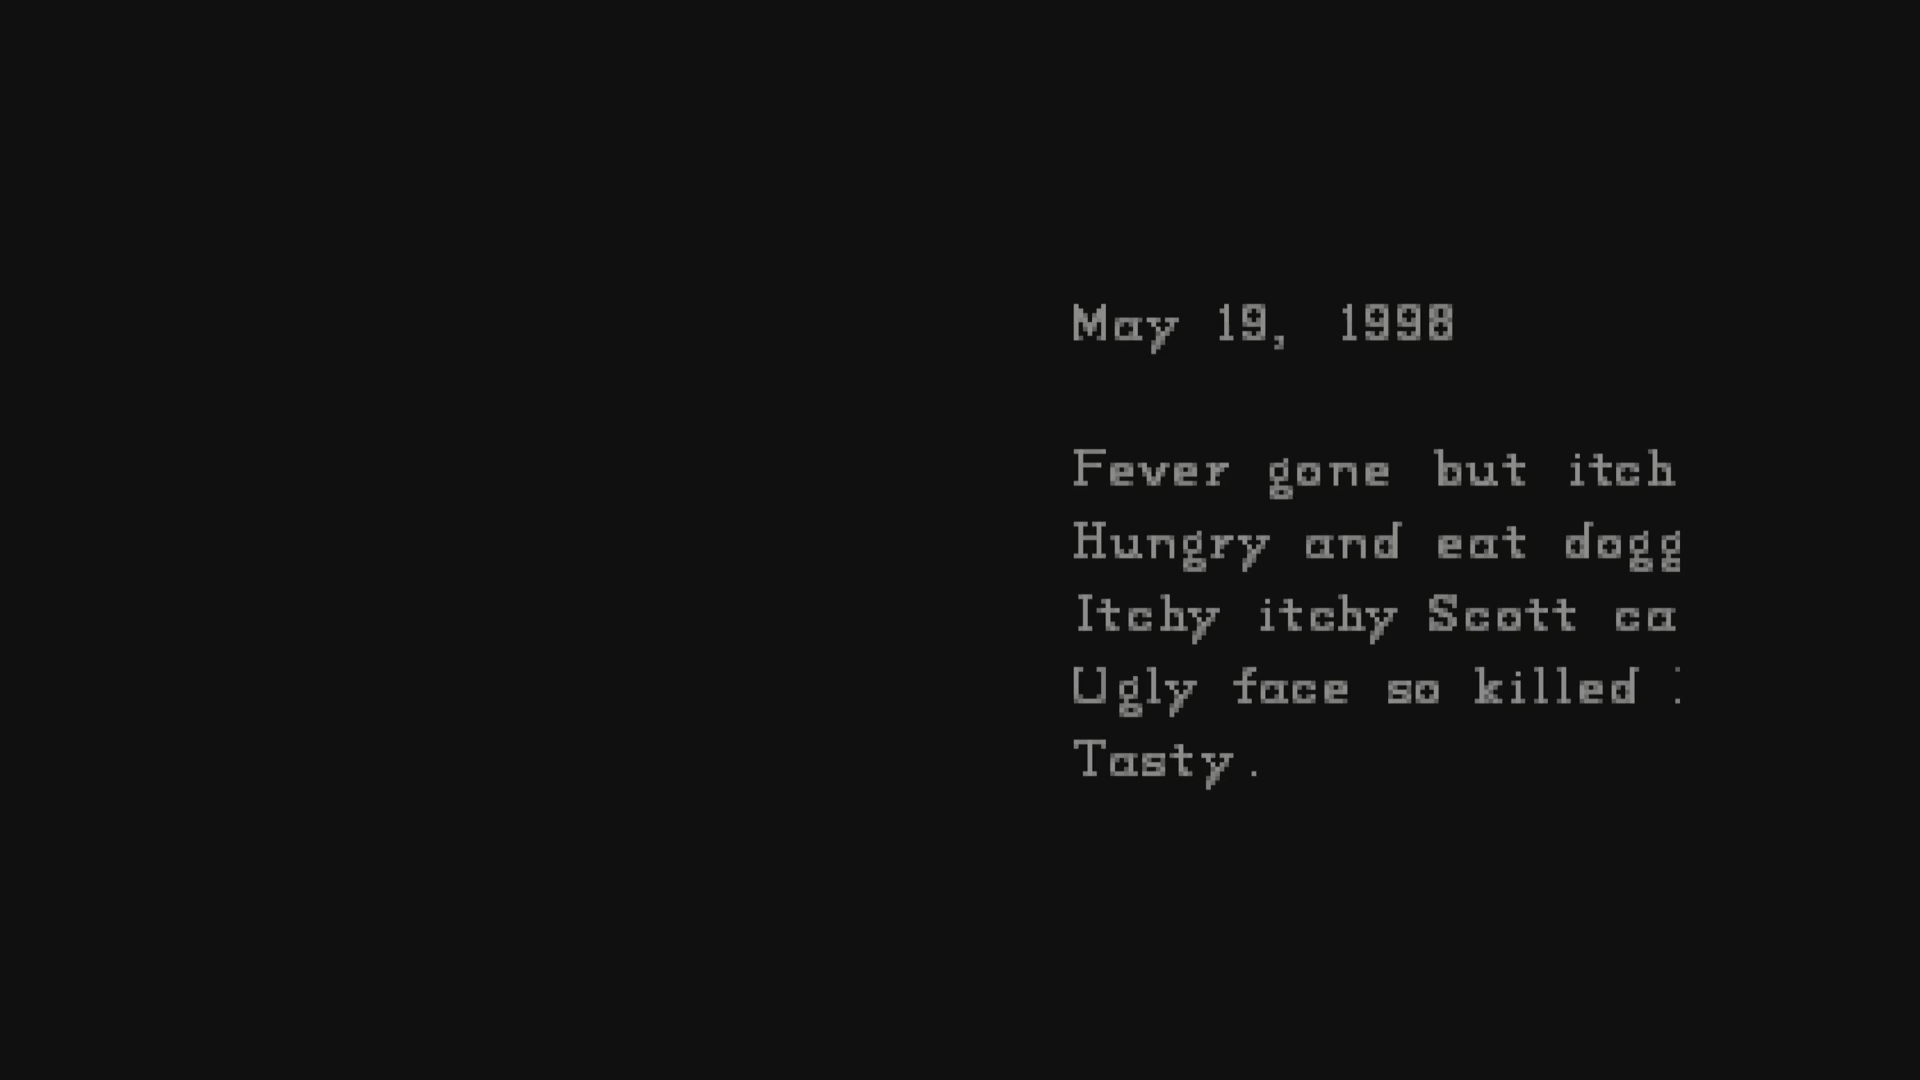 May 19, 1998
Fever gone but itch
Hungry and eat dogg
Itchy itchy Scott ca
Ugly face so killed
Tasty.